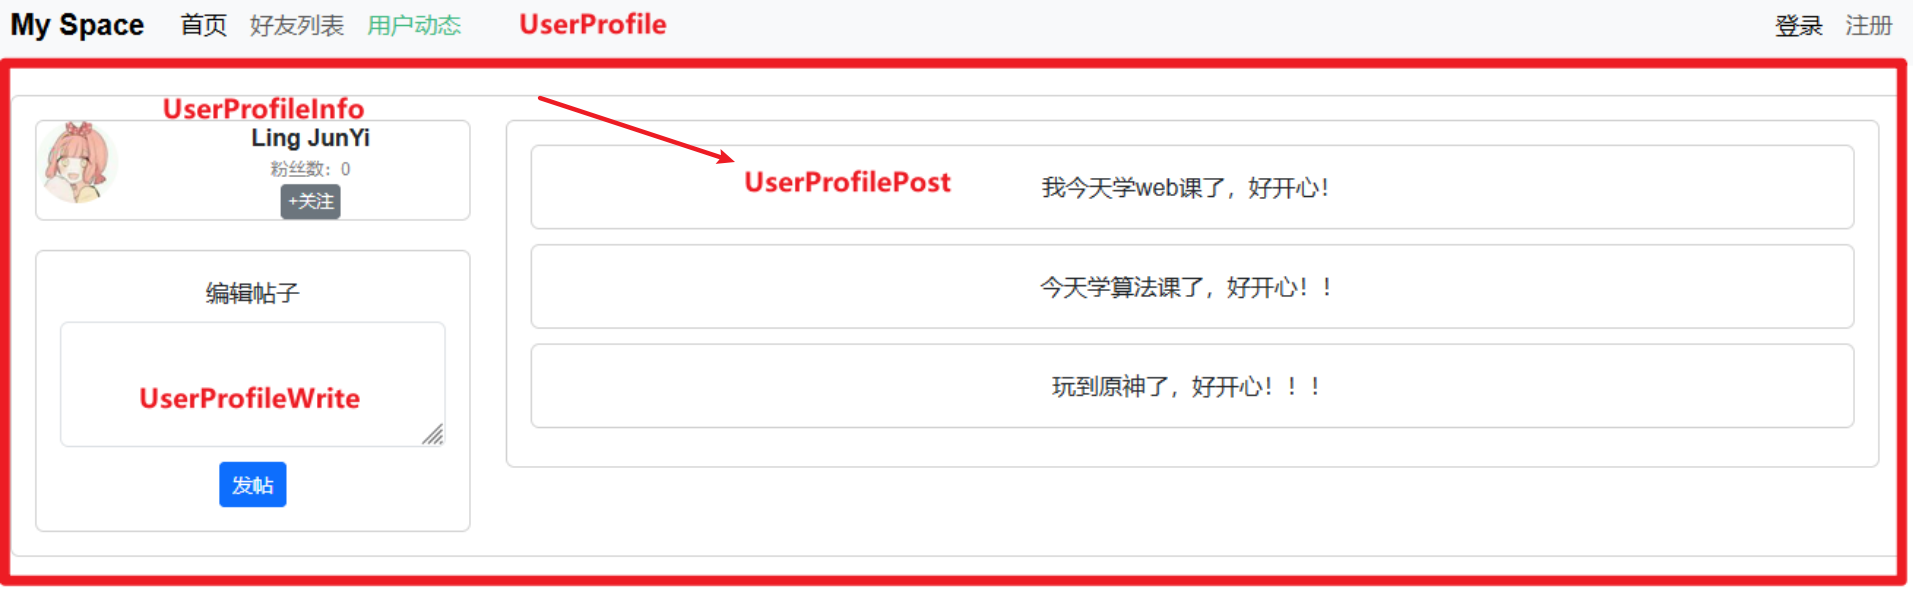 My Space 首页 好友列表 用户动态 UserProfile 登录 注册
UserProfileInfo
Ling JunYi
粉丝数：0
+关注
编辑帖子
UserProfileWrite
发帖
UserProfilePost
我今天学web课了，好开心！
今天学算法课了，好开心！！
玩到原神了，好开心！！！